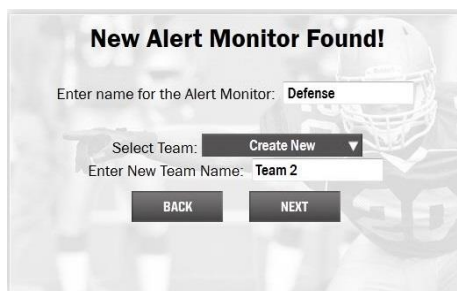 New Alert Monitor Found!
Enter name for the Alert Monitor: Defense
Select Team: Create New ▼
Enter New Team Name: Team 2
BACK NEXT